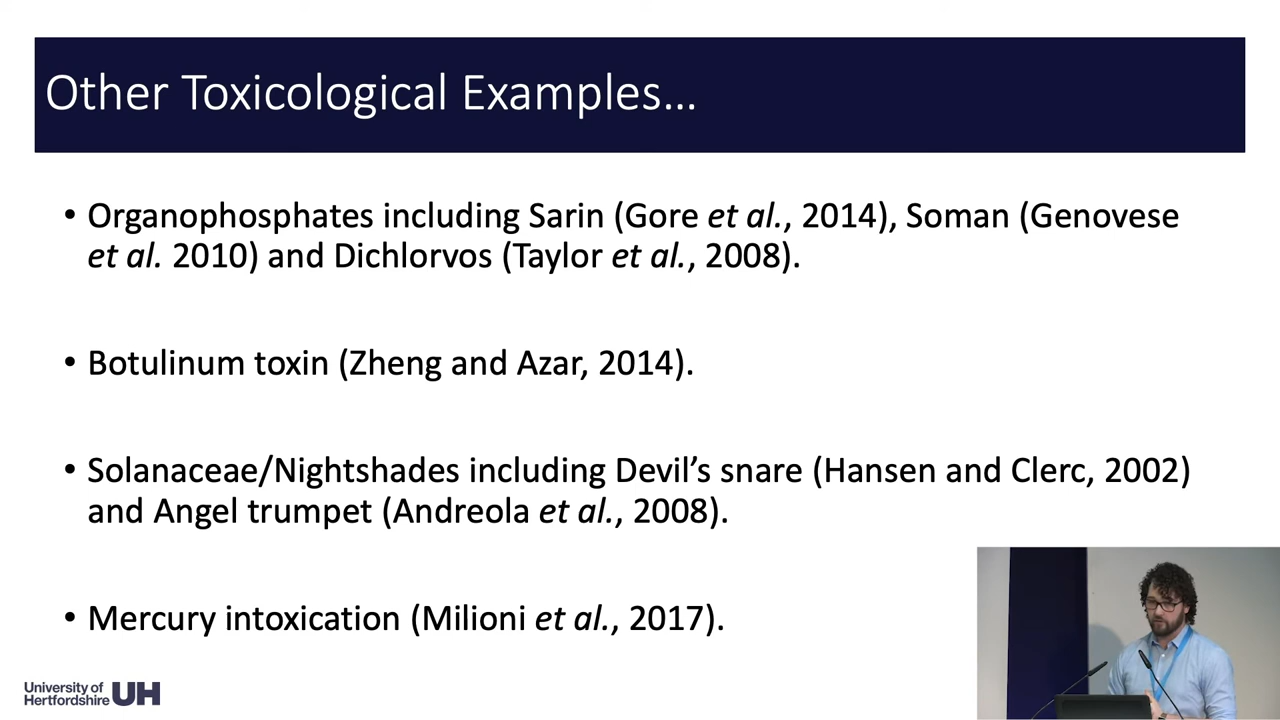 Other Toxicological Examples…
• Organophosphates including Sarin (Gore et al., 2014), Soman (Genovese
et al. 2010) and Dichlorvos (Taylor et al., 2008).
• Botulinum toxin (Zheng and Azar, 2014).
• Solanaceae/Nightshades including Devil’s snare (Hansen and Clerc, 2002)
and Angel trumpet (Andreola et al., 2008).
• Mercury intoxication (Milioni et al., 2017).
University of
Hertfordshire UH